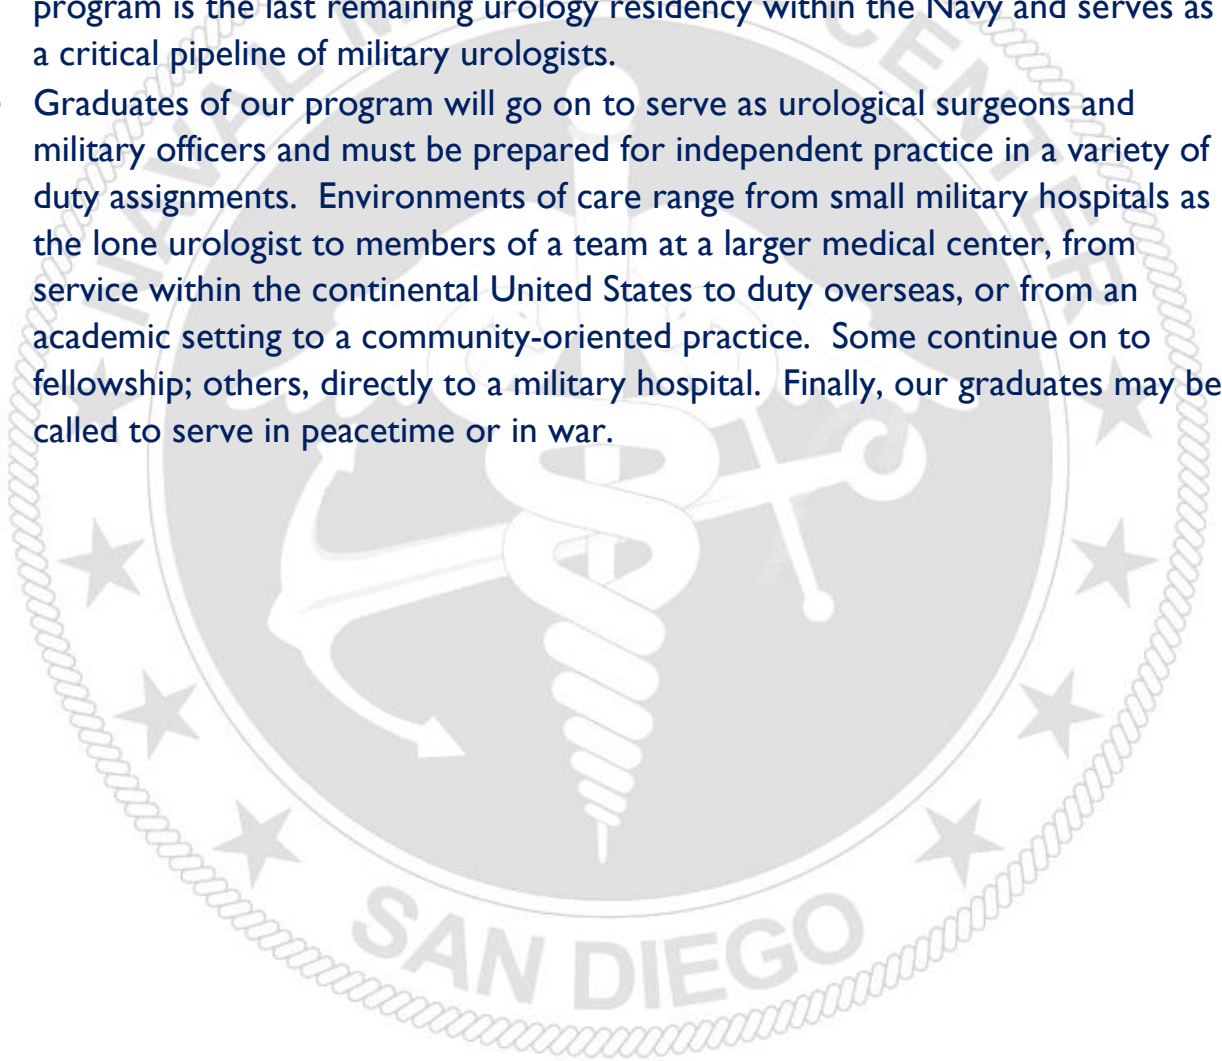 program is the last remaining urology residency within the Navy and serves as
a critical pipeline of military urologists.
Graduates of our program will go on to serve as urological surgeons and
military officers and must be prepared for independent practice in a variety of
duty assignments.  Environments of care range from small military hospitals as
the lone urologist to members of a team at a larger medical center, from
service within the continental United States to duty overseas, or from an
academic setting to a community-oriented practice.  Some continue on to
fellowship; others, directly to a military hospital.  Finally, our graduates may be
called to serve in peacetime or in war.
NAVAL
CENTER
SAN DIEGO